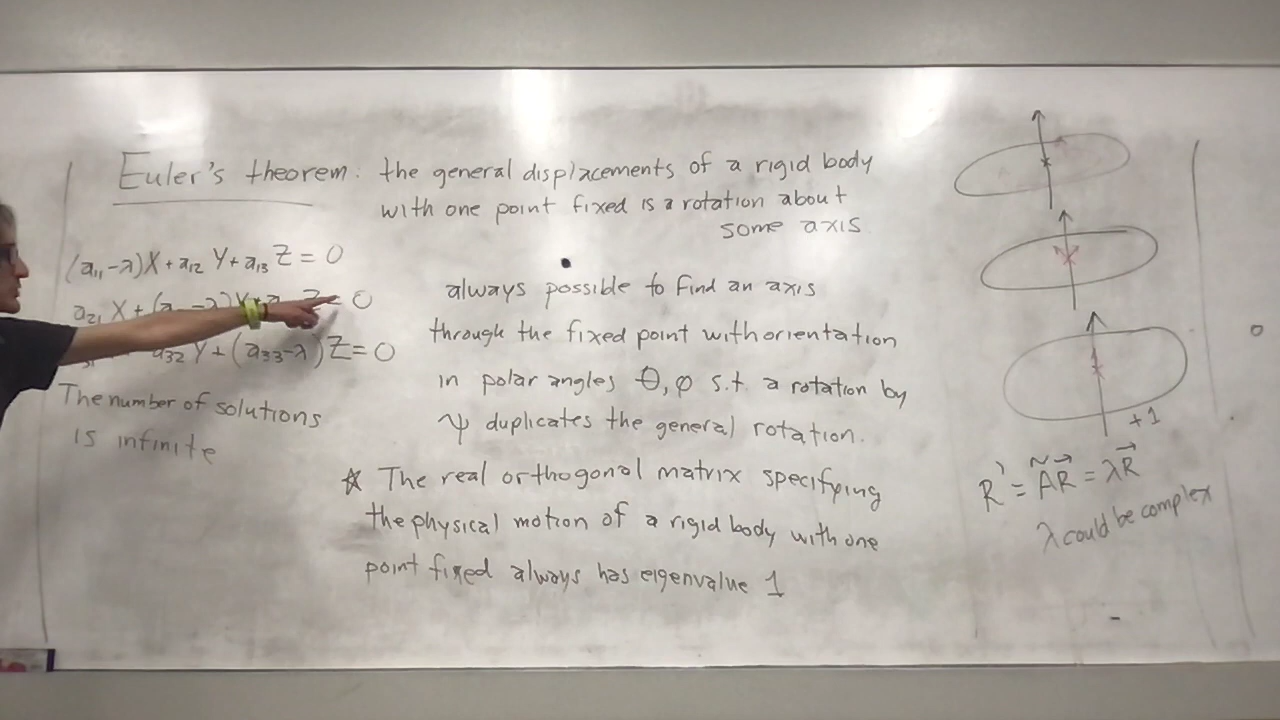 Euler's theorem: the general displacements of a rigid body
with one point fixed is a rotation about
some axis
(a₁₁-λ)X + a₁₂ Y + a₁₃ Z = 0
a₂₁ X + (a -λ)Y + a Z = 0
a₃₂ Y + (a₃₃-λ) Z = 0
The number of solutions
is infinite
always possible to find an axis
through the fixed point with orientation
in polar angles θ, φ s.t. a rotation by
ψ duplicates the general rotation.
☆ The real orthogonal matrix specifying
the physical motion of a rigid body with one
point fixed always has eigenvalue 1
+1
R' = ÃR⃗ = λR⃗
λ could be complex